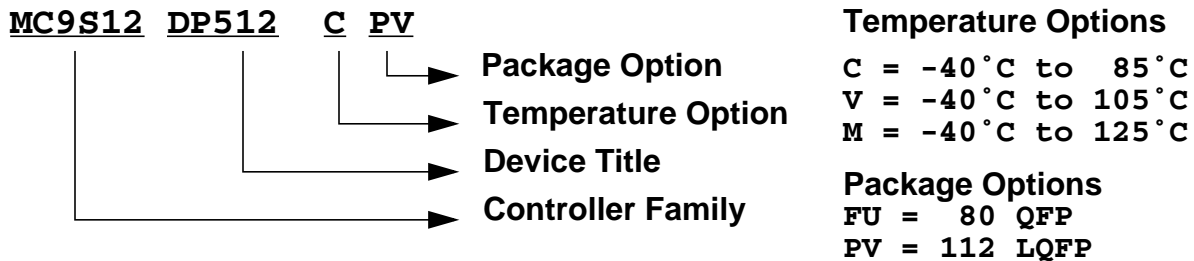 MC9S12 DP512 C PV
Package Option
Temperature Option
Device Title
Controller Family
Temperature Options
C = -40˚C to 85˚C
V = -40˚C to 105˚C
M = -40˚C to 125˚C
Package Options
FU = 80 QFP
PV = 112 LQFP